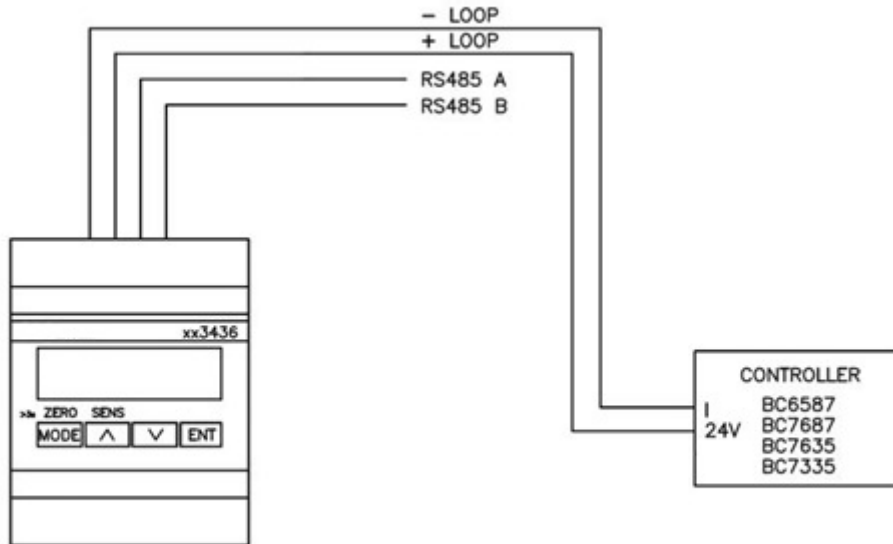 - LOOP
+ LOOP
RS485 A
RS485 B
xx3436
ZERO SENS
MODE ENT
CONTROLLER
I BC6587
24V BC7687
BC7635
BC7335